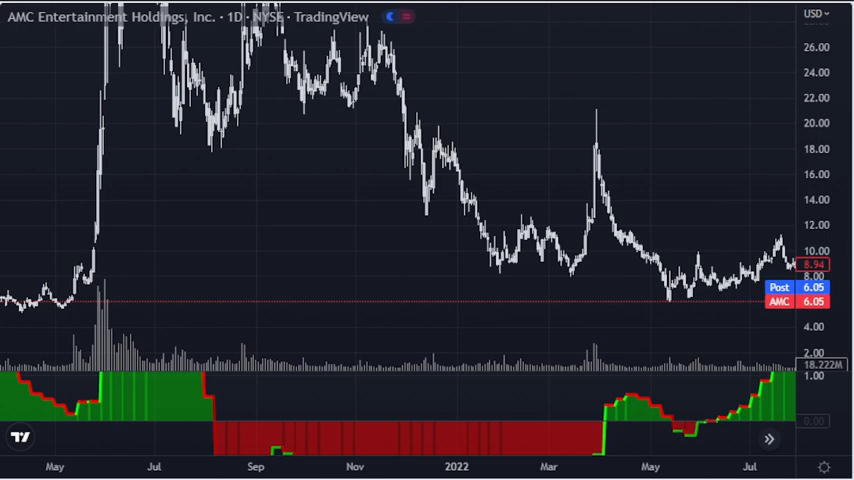 AMC Entertainment Holdings, Inc. · 1D · NYSE · TradingView
USD
26.00
24.00
22.00
20.00
18.00
16.00
14.00
12.00
10.00
8.94
8.00
Post 6.05
AMC 6.05
4.00
2.00
18.222M
1.00
0.00
May Jul Sep Nov 2022 Mar May Jul